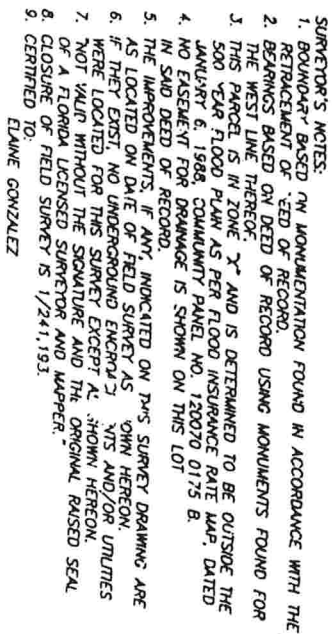 SURVEYOR'S NOTES:
1. BOUNDARY BASED ON MONUMENTATION FOUND IN ACCORDANCE WITH THE
RETRACEMENT OF DEED OF RECORD.
2. BEARINGS BASED ON DEED OF RECORD USING MONUMENTS FOUND FOR
THE WEST LINE THEREOF.
3. THIS PARCEL IS IN ZONE "X" AND IS DETERMINED TO BE OUTSIDE THE
500 YEAR FLOOD PLAIN AS PER FLOOD INSURANCE RATE MAP, DATED
JANUARY 6, 1988, COMMUNITY PANEL NO. 120070 0175 B.
4. NO EASEMENT FOR DRAINAGE IS SHOWN ON THIS LOT
IN SAID DEED OF RECORD.
5. THE IMPROVEMENTS, IF ANY, INDICATED ON THIS SURVEY DRAWING ARE
AS LOCATED ON DATE OF FIELD SURVEY AS SHOWN HEREON.
6. IF THEY EXIST, NO UNDERGROUND ENCROACHMENTS AND/OR UTILITIES
WERE LOCATED FOR THIS SURVEY EXCEPT AS SHOWN HEREON.
7. "NOT VALID WITHOUT THE SIGNATURE AND THE ORIGINAL RAISED SEAL
OF A FLORIDA LICENSED SURVEYOR AND MAPPER."
8. CLOSURE OF FIELD SURVEY IS 1/241,193.
9. CERTIFIED TO:
ELAINE GONZALEZ